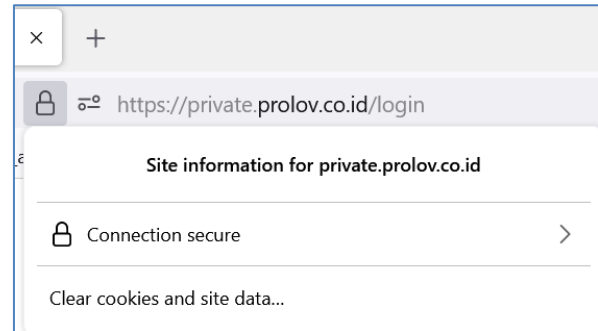 https://private.prolov.co.id/login
Site information for private.prolov.co.id
Connection secure
Clear cookies and site data...